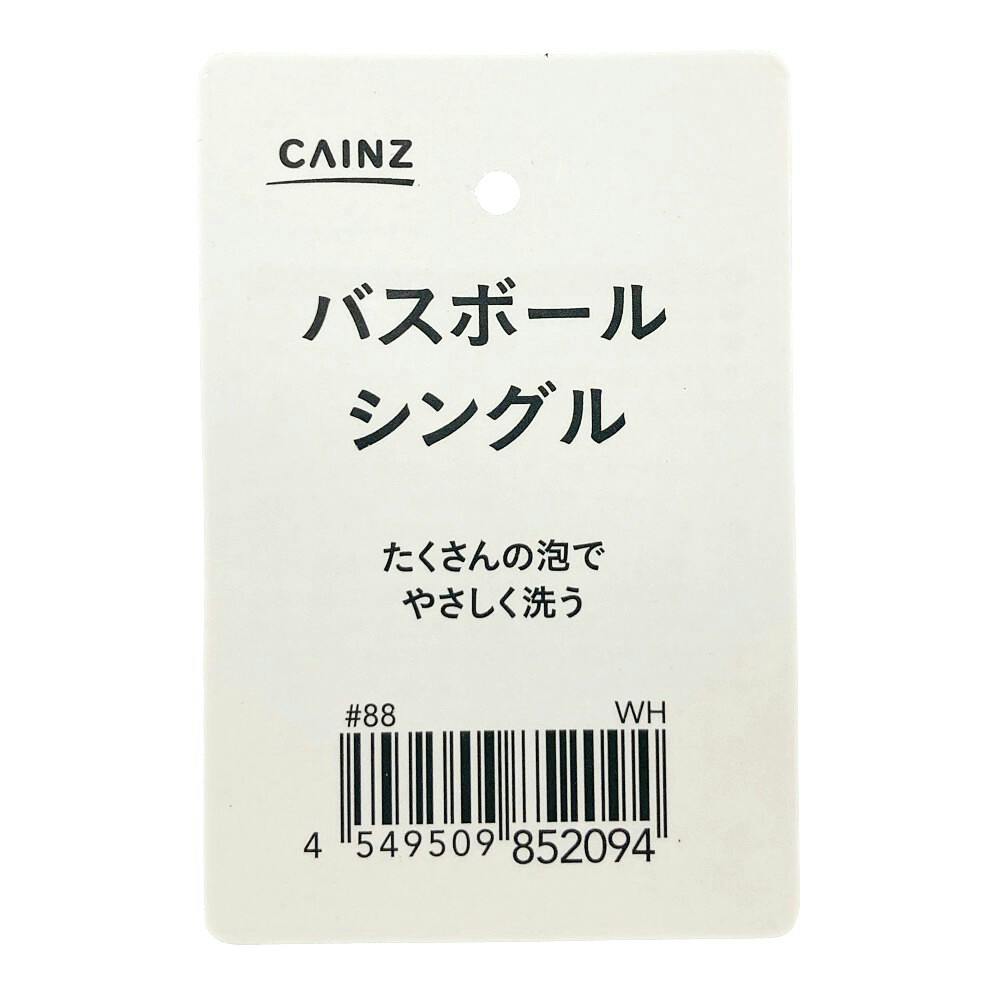 CAINZ
バスボール
シングル
たくさんの泡で
やさしく洗う
#88 WH
4 549509 852094